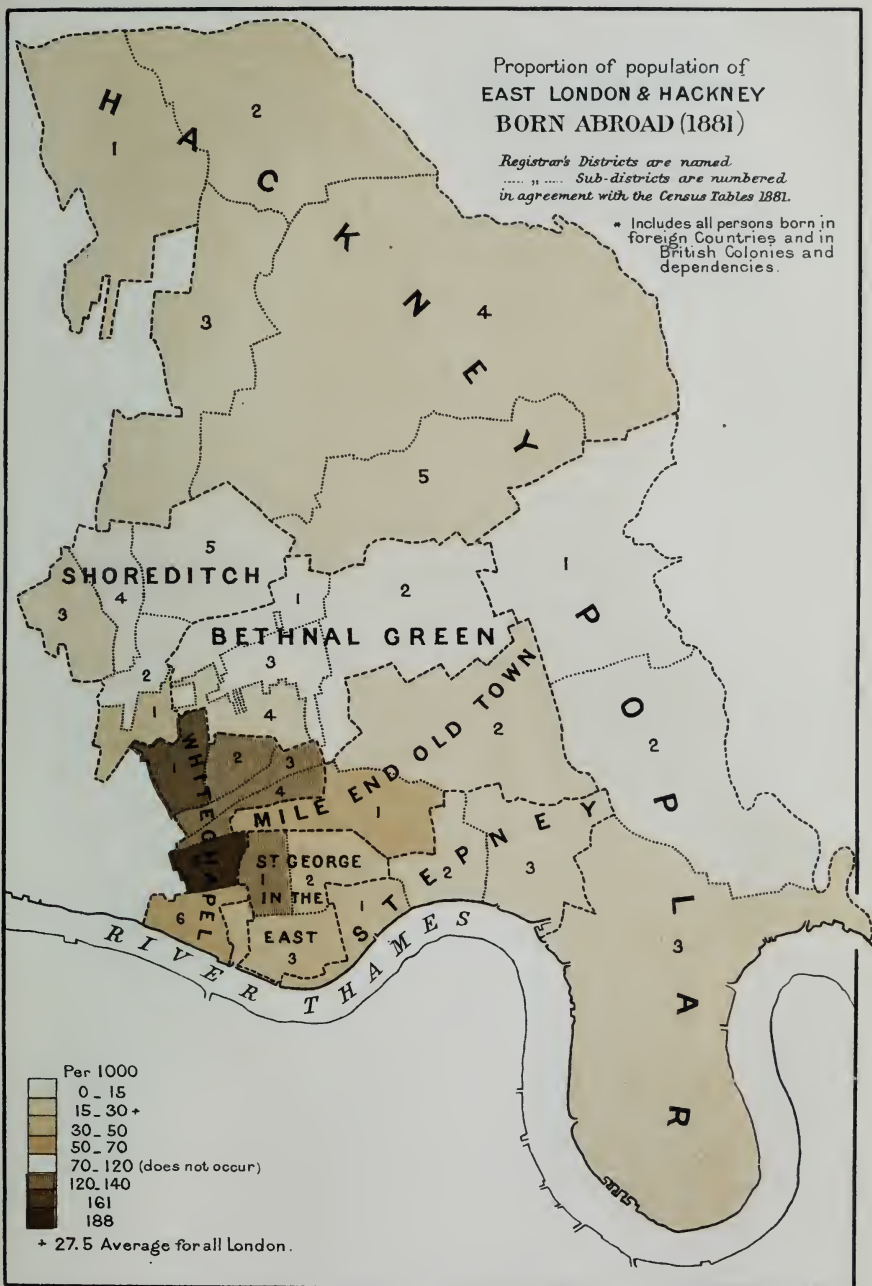 Proportion of population of
EAST LONDON & HACKNEY
BORN ABROAD (1881)
Registrar's Districts are named
..... „ ..... Sub-districts are numbered
in agreement with the Census Tables 1881.
* Includes all persons born in
foreign Countries and in
British Colonies and
dependencies.
HACKNEY
1
2
3
4
5
SHOREDITCH
5
4
3
2
1
BETHNAL GREEN
1
2
3
4
POPLAR
1
2
3
WHITECHAPEL
1
2
3
4
6
MILE END OLD TOWN
2
1
ST GEORGE
1 2
IN THE
EAST
3
STEPNEY
1
2
3
RIVER THAMES
Per 1000
0_15
15_30 +
30_50
50_70
70_120 (does not occur)
120_140
161
188
+ 27.5 Average for all London.